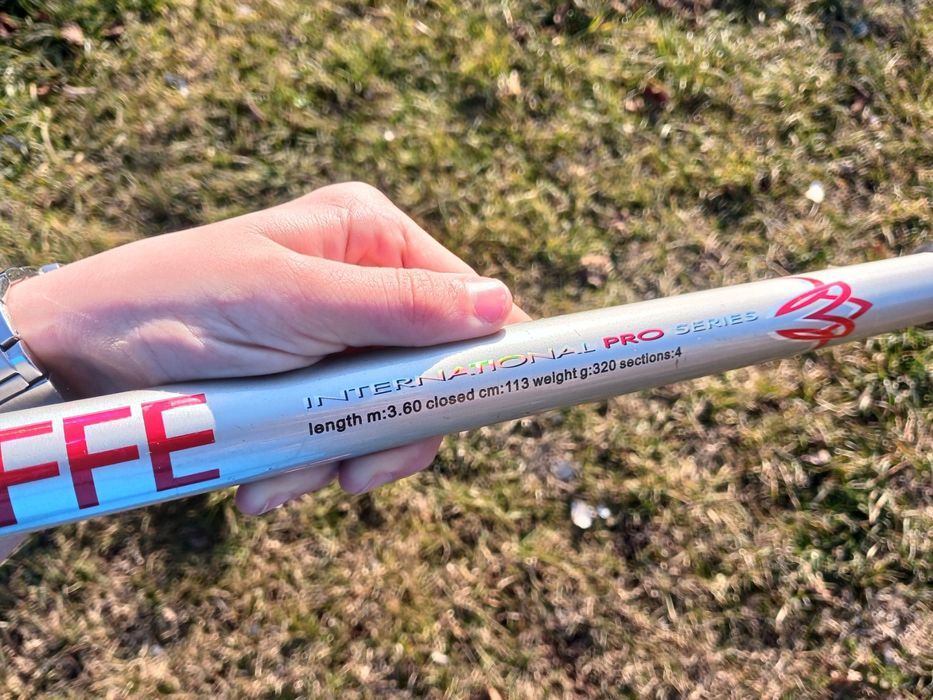 FFE
INTERNATIONAL PRO SERIES
length m:3.60 closed cm:113 weight g:320 sections:4